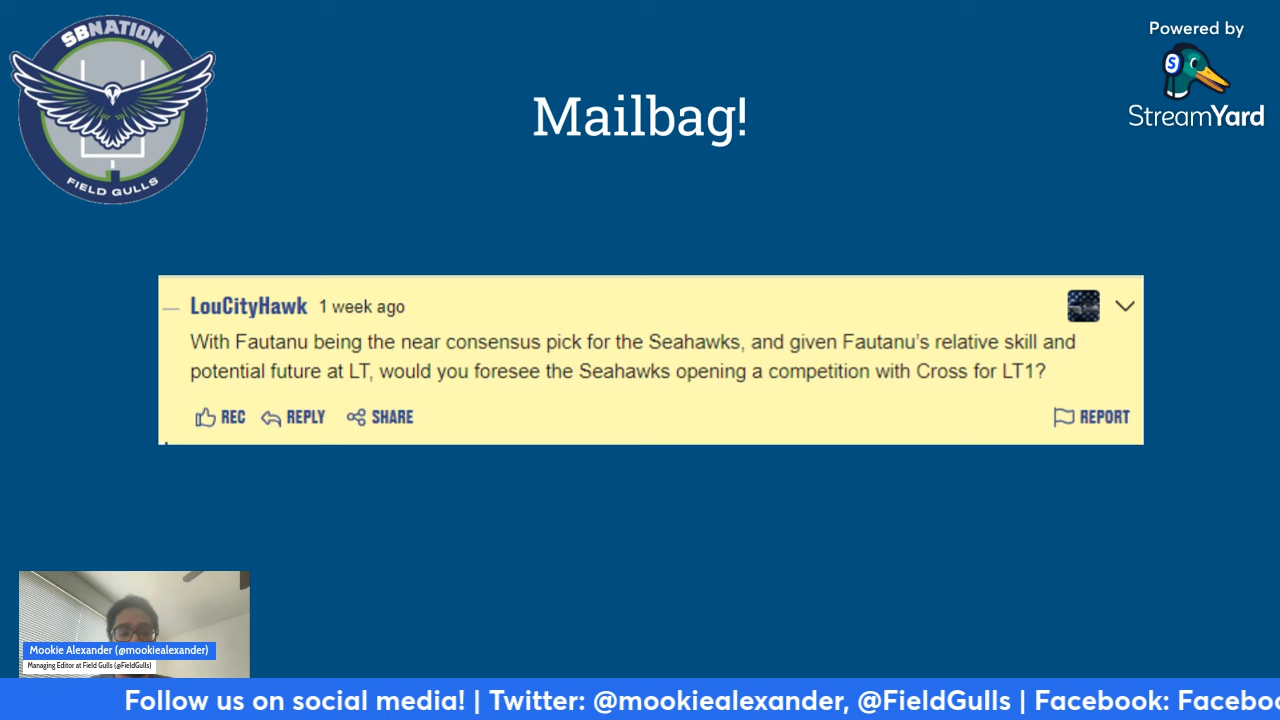 SBNATION
FIELD GULLS
Powered by
S
StreamYard
Mailbag!
LouCityHawk 1 week ago
With Fautanu being the near consensus pick for the Seahawks, and given Fautanu's relative skill and
potential future at LT, would you foresee the Seahawks opening a competition with Cross for LT1?
REC REPLY SHARE REPORT
Mookie Alexander (@mookiealexander)
Managing Editor at Field Gulls (@FieldGulls)
Follow us on social media! | Twitter: @mookiealexander, @FieldGulls | Facebook: Facebo